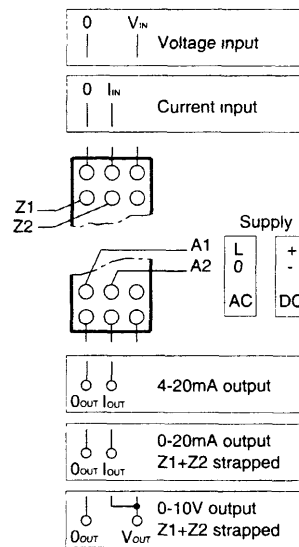 0 VIN
Voltage input
0 IIN
Current input
Z1
Z2
Supply
A1 L +
A2 0 -
AC DC
0OUT IOUT 4-20mA output
0-20mA output
0OUT IOUT Z1+Z2 strapped
0-10V output
0OUT VOUT Z1+Z2 strapped